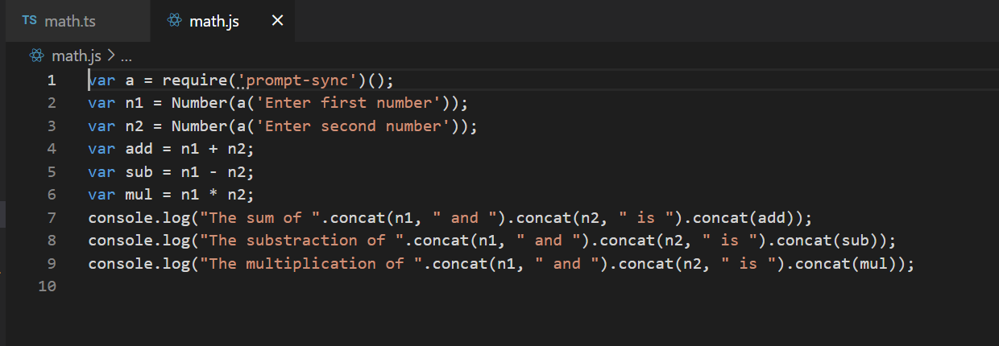 TS math.ts
math.js ×
math.js > ...
1 var a = require('prompt-sync')();
2 var n1 = Number(a('Enter first number'));
3 var n2 = Number(a('Enter second number'));
4 var add = n1 + n2;
5 var sub = n1 - n2;
6 var mul = n1 * n2;
7 console.log("The sum of ".concat(n1, " and ").concat(n2, " is ").concat(add));
8 console.log("The substraction of ".concat(n1, " and ").concat(n2, " is ").concat(sub));
9 console.log("The multiplication of ".concat(n1, " and ").concat(n2, " is ").concat(mul));
10